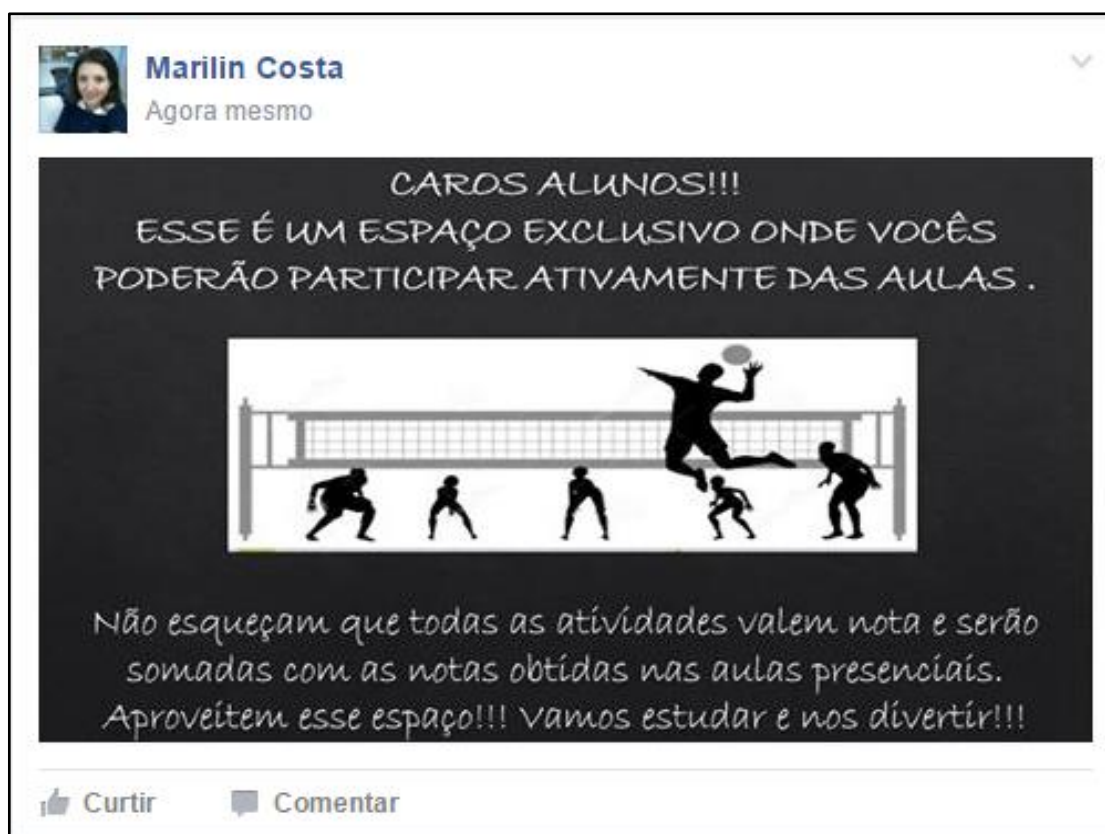 Marilin Costa
Agora mesmo
CAROS ALUNOS!!!
ESSE É UM ESPAÇO EXCLUSIVO ONDE VOCÊS
PODERÃO PARTICIPAR ATIVAMENTE DAS AULAS .
Não esqueçam que todas as atividades valem nota e serão
somadas com as notas obtidas nas aulas presenciais.
Aproveitem esse espaço!!! Vamos estudar e nos divertir!!!
Curtir Comentar